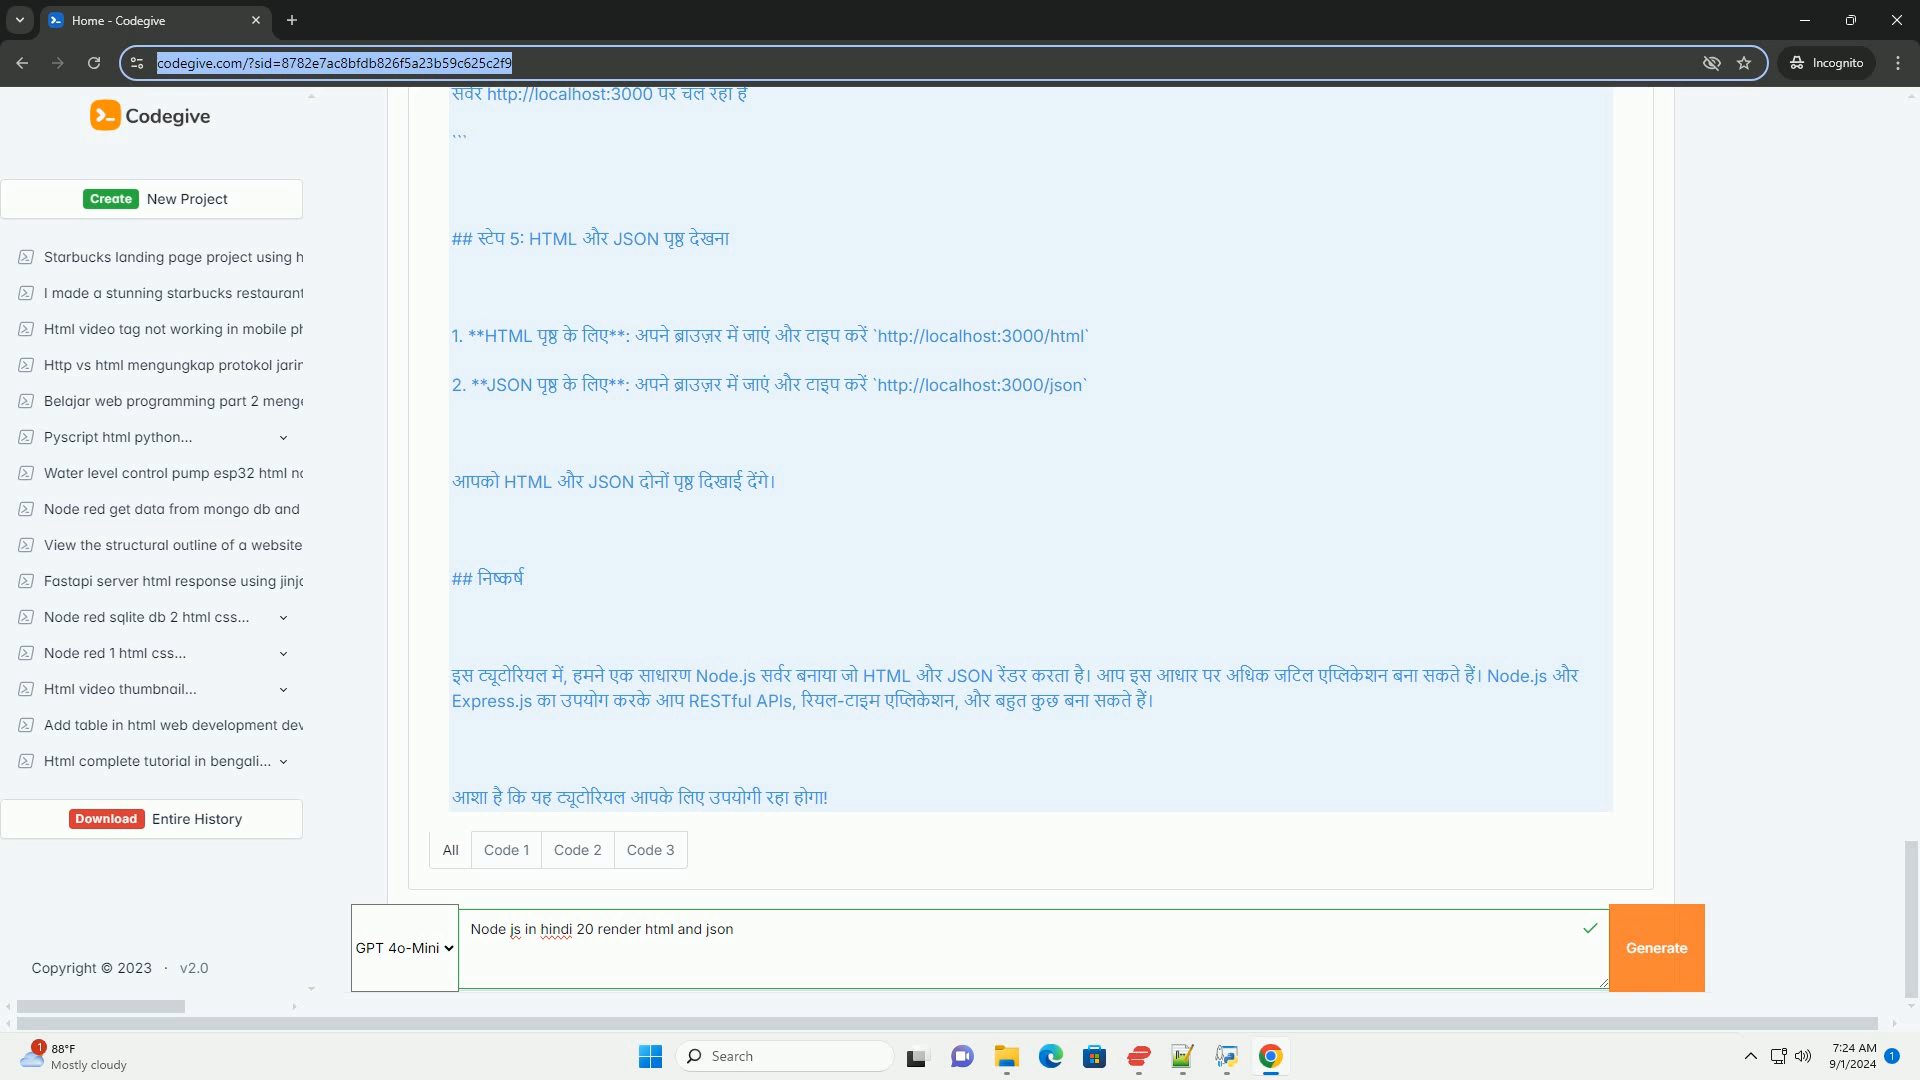 Home - Codegive
codegive.com/?sid=8782e7ac8bfdb826f5a23b59c625c2f9
Incognito
Codegive
Create New Project
Starbucks landing page project using h
I made a stunning starbucks restaurant
Html video tag not working in mobile ph
Http vs html mengungkap protokol jarin
Belajar web programming part 2 menge
Pyscript html python...
Water level control pump esp32 html no
Node red get data from mongo db and
View the structural outline of a website
Fastapi server html response using jinja
Node red sqlite db 2 html css...
Node red 1 html css...
Html video thumbnail...
Add table in html web development dev
Html complete tutorial in bengali...
Download Entire History
Copyright © 2023 · v2.0
सर्वर http://localhost:3000 पर चल रहा है
```
## स्टेप 5: HTML और JSON पृष्ठ देखना
1. **HTML पृष्ठ के लिए**: अपने ब्राउज़र में जाएं और टाइप करें `http://localhost:3000/html`
2. **JSON पृष्ठ के लिए**: अपने ब्राउज़र में जाएं और टाइप करें `http://localhost:3000/json`
आपको HTML और JSON दोनों पृष्ठ दिखाई देंगे।
## निष्कर्ष
इस ट्यूटोरियल में, हमने एक साधारण Node.js सर्वर बनाया जो HTML और JSON रेंडर करता है। आप इस आधार पर अधिक जटिल एप्लिकेशन बना सकते हैं। Node.js और
Express.js का उपयोग करके आप RESTful APIs, रियल-टाइम एप्लिकेशन, और बहुत कुछ बना सकते हैं।
आशा है कि यह ट्यूटोरियल आपके लिए उपयोगी रहा होगा!
All Code 1 Code 2 Code 3
GPT 4o-Mini
Node js in hindi 20 render html and json
Generate
1
88°F
Mostly cloudy
Search
7:24 AM
9/1/2024
1